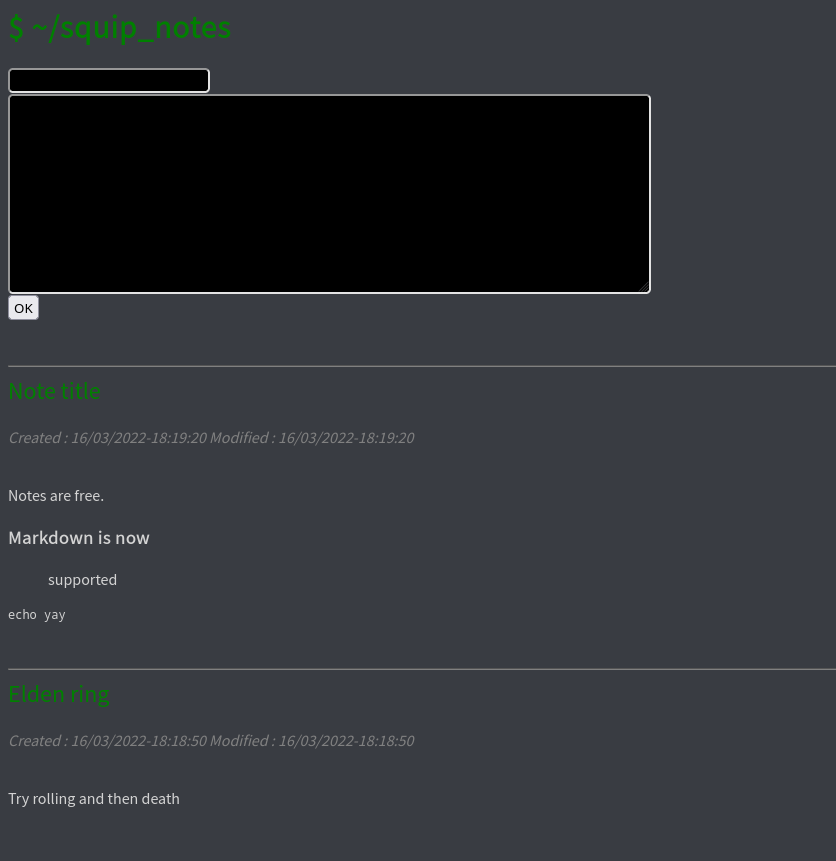 $ ~/squip_notes
OK
Note title
Created : 16/03/2022-18:19:20 Modified : 16/03/2022-18:19:20
Notes are free.
Markdown is now
supported
echo yay
Elden ring
Created : 16/03/2022-18:18:50 Modified : 16/03/2022-18:18:50
Try rolling and then death